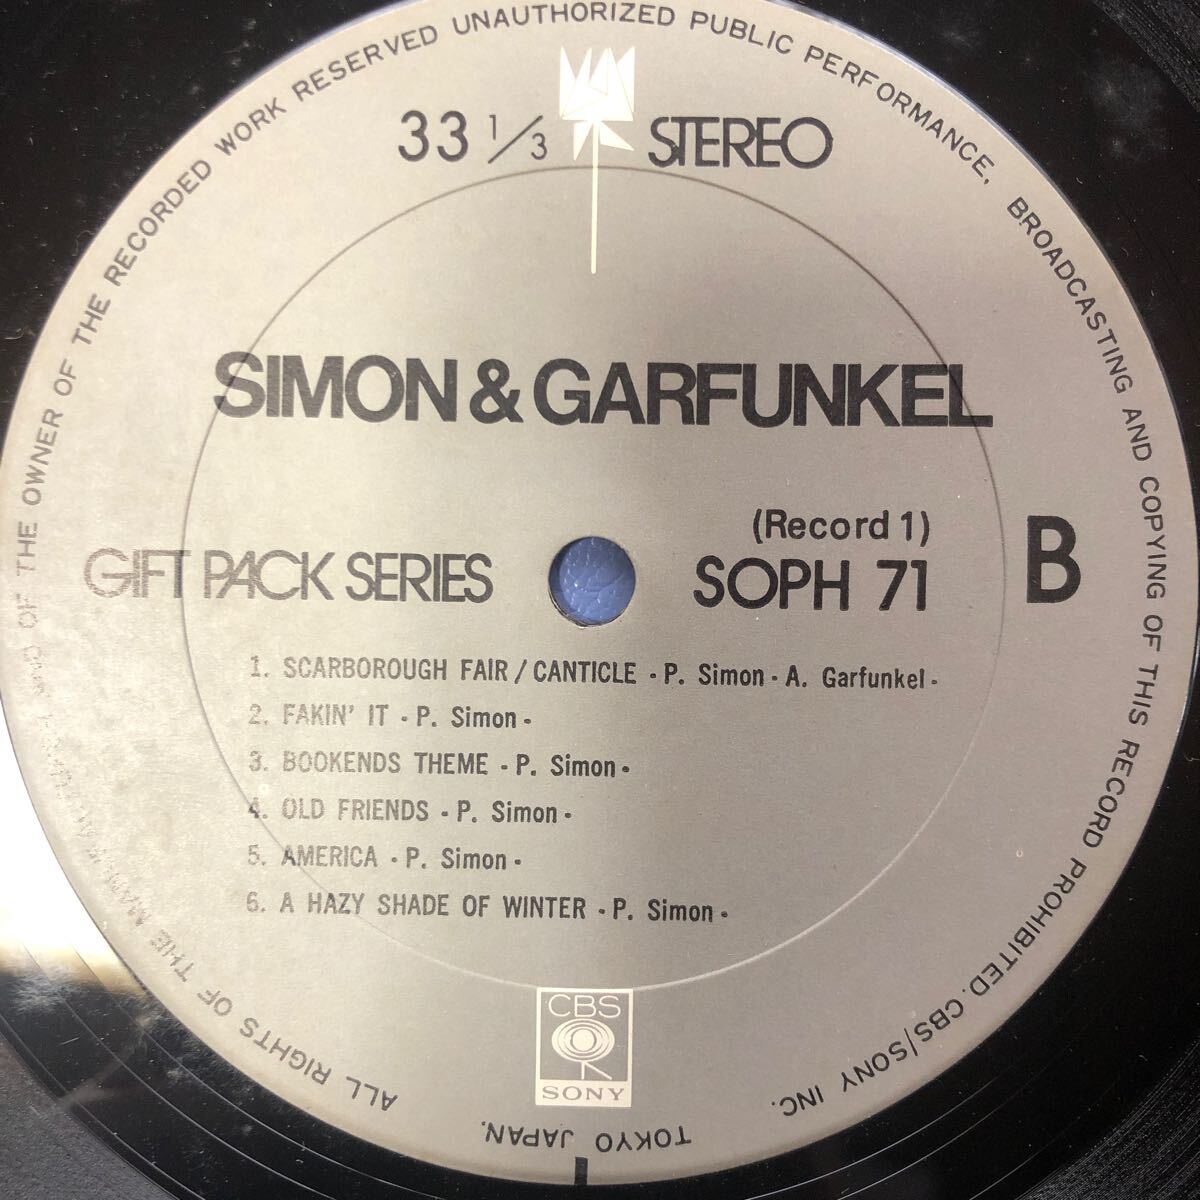 33 1/3 STEREO
SIMON & GARFUNKEL
(Record 1)
GIFT PACK SERIES
SOPH 71
B
1. SCARBOROUGH FAIR / CANTICLE - P. Simon - A. Garfunkel -
2. FAKIN' IT - P. Simon -
3. BOOKENDS THEME - P. Simon -
4. OLD FRIENDS - P. Simon -
5. AMERICA - P. Simon -
6. A HAZY SHADE OF WINTER - P. Simon -
CBS
SONY
ALL RIGHTS OF THE AND OF THE OWNER OF THE RECORDED WORK RESERVED UNAUTHORIZED PUBLIC PERFORMANCE, BROADCASTING AND COPYING OF THIS RECORD PROHIBITED. CBS/SONY INC.
TOKYO JAPAN.